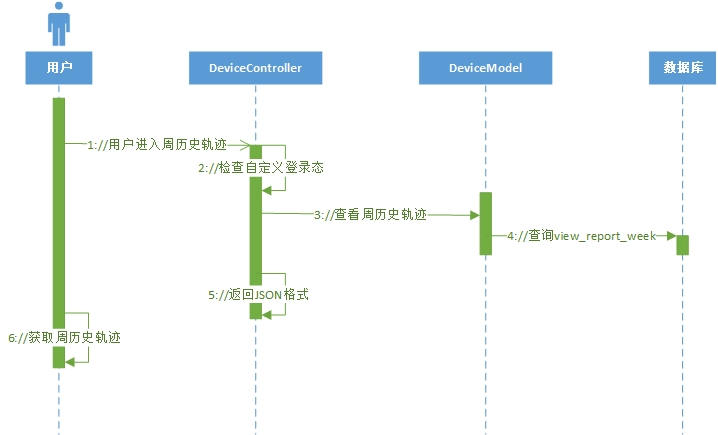 用户
DeviceController
DeviceModel
数据库
1://用户进入周历史轨迹
2://检查自定义登录态
3://查看周历史轨迹
4://查询view_report_week
5://返回JSON格式
6://获取周历史轨迹